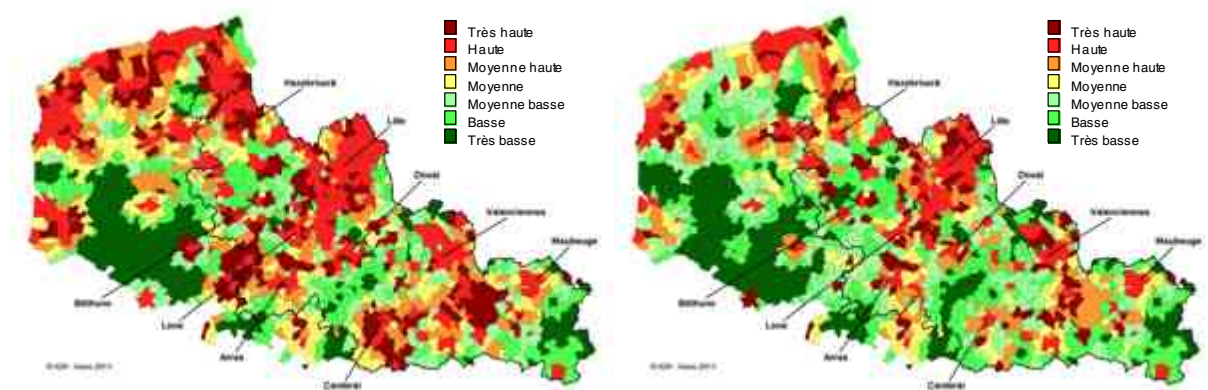 Très haute
Haute
Moyenne haute
Moyenne
Moyenne basse
Basse
Très basse
Hazebrouck
Lille
Douai
Valenciennes
Maubeuge
Béthune
Lens
Arras
Cambrai
Très haute
Haute
Moyenne haute
Moyenne
Moyenne basse
Basse
Très basse
Hazebrouck
Lille
Douai
Valenciennes
Maubeuge
Béthune
Lens
Arras
Cambrai